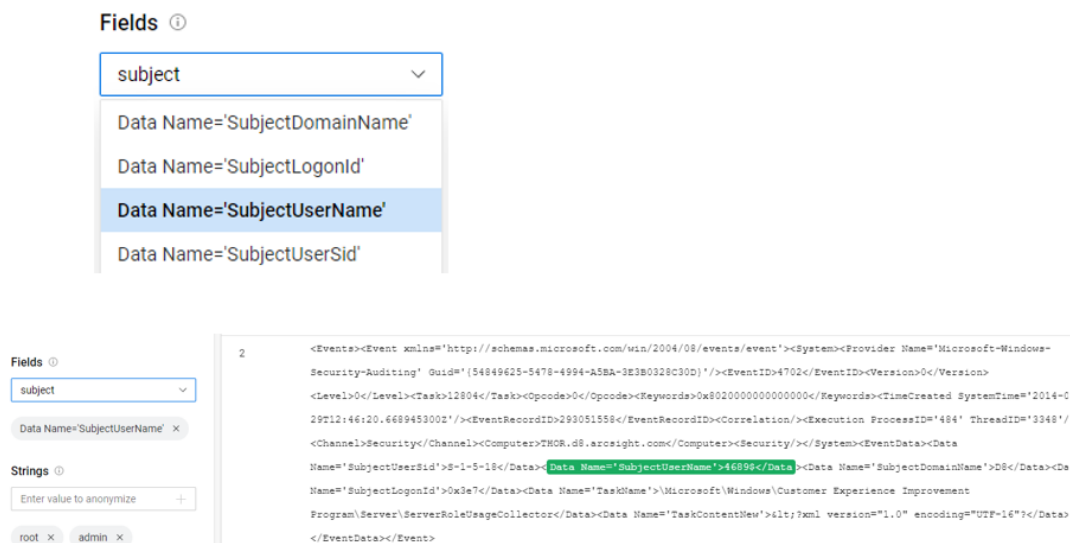 Fields
subject
Data Name='SubjectDomainName'
Data Name='SubjectLogonId'
Data Name='SubjectUserName'
Data Name='SubjectUserSid'
Fields
subject
Data Name='SubjectUserName' ×
Strings
Enter value to anonymize +
root × admin ×
2
<Events><Event xmlns='http://schemas.microsoft.com/win/2004/08/events/event'><System><Provider Name='Microsoft-Windows-
Security-Auditing' Guid='{54849625-5478-4994-A5BA-3E3B0328C30D}'/><EventID>4702</EventID><Version>0</Version>
<Level>0</Level><Task>12804</Task><Opcode>0</Opcode><Keywords>0x8020000000000000</Keywords><TimeCreated SystemTime='2014-0
29T12:46:20.668945300Z'/><EventRecordID>293051558</EventRecordID><Correlation/><Execution ProcessID='484' ThreadID='3348'/
<Channel>Security</Channel><Computer>THOR.d8.arcsight.com</Computer><Security/></System><EventData><Data
Name='SubjectUserSid'>S-1-5-18</Data><Data Name='SubjectUserName'>4689$</Data><Data Name='SubjectDomainName'>D8</Data><Da
Name='SubjectLogonId'>0x3e7</Data><Data Name='TaskName'>\Microsoft\Windows\Customer Experience Improvement
Program\Server\ServerRoleUsageCollector</Data><Data Name='TaskContentNew'>&lt;?xml version="1.0" encoding="UTF-16"?</Data>
</EventData></Event>